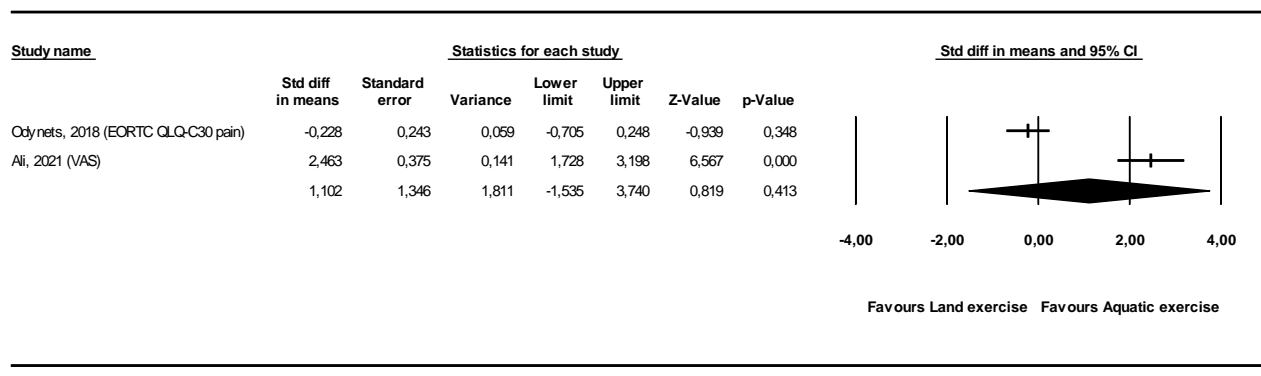 Study name Statistics for each study Std diff in means and 95% CI
Std diff in means Standard error Variance Lower limit Upper limit Z-Value p-Value
Odynets, 2018 (EORTC QLQ-C30 pain) -0,228 0,243 0,059 -0,705 0,248 -0,939 0,348
Ali, 2021 (VAS) 2,463 0,375 0,141 1,728 3,198 6,567 0,000
1,102 1,346 1,811 -1,535 3,740 0,819 0,413
-4,00 -2,00 0,00 2,00 4,00
Favours Land exercise Favours Aquatic exercise